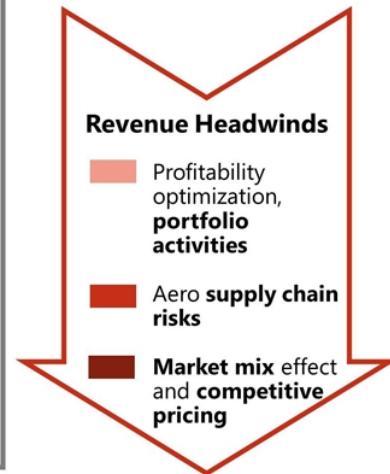 Revenue Headwinds
Profitability
optimization,
portfolio
activities
Aero supply chain
risks
Market mix effect
and competitive
pricing